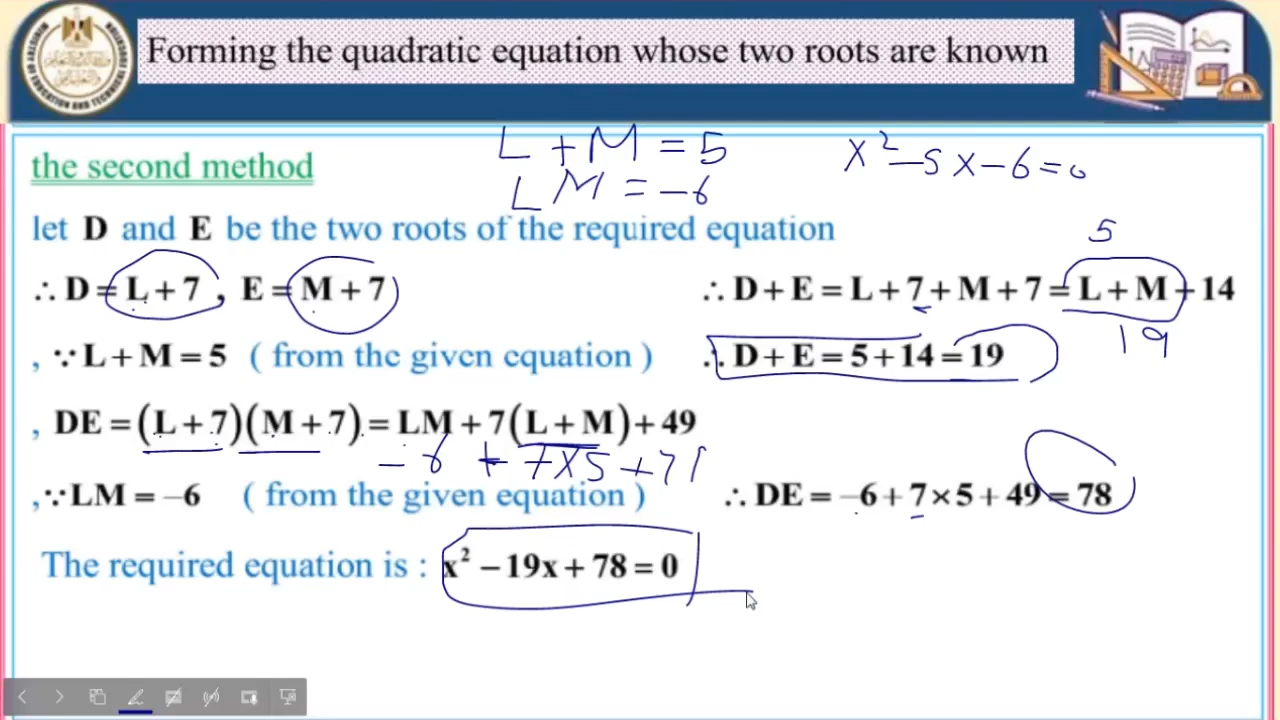 Forming the quadratic equation whose two roots are known
the second method
L + M = 5
x² - 5x - 6 = 0
L M = -6
let D and E be the two roots of the required equation
5
∴ D = L + 7 , E = M + 7
∴ D + E = L + 7 + M + 7 = L + M + 14
19
, ∵ L + M = 5 ( from the given equation )
∴ D + E = 5 + 14 = 19
, DE = (L + 7)(M + 7) = LM + 7(L + M) + 49
-6 + 7×5 + 71
,∵ LM = –6 ( from the given equation )
∴ DE = –6 + 7 × 5 + 49 = 78
The required equation is : x² – 19x + 78 = 0